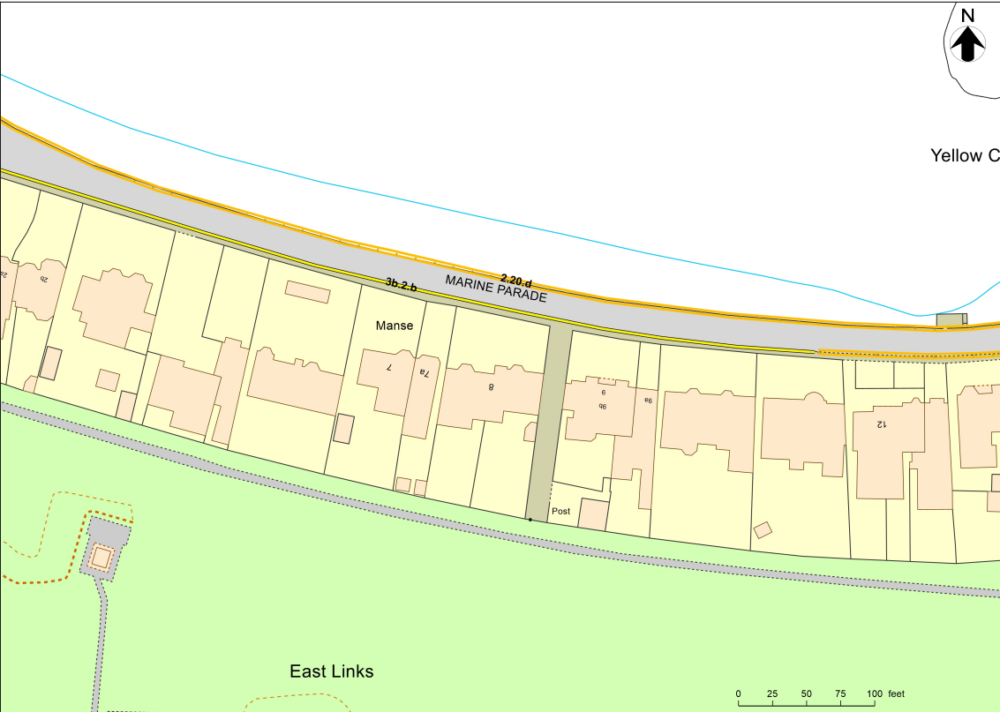 N
Yellow C
2.20.d
3b.2.b
MARINE PARADE
2a
2b
Manse
7
7a
8
9
9a
9b
12
Post
East Links
0 25 50 75 100 feet